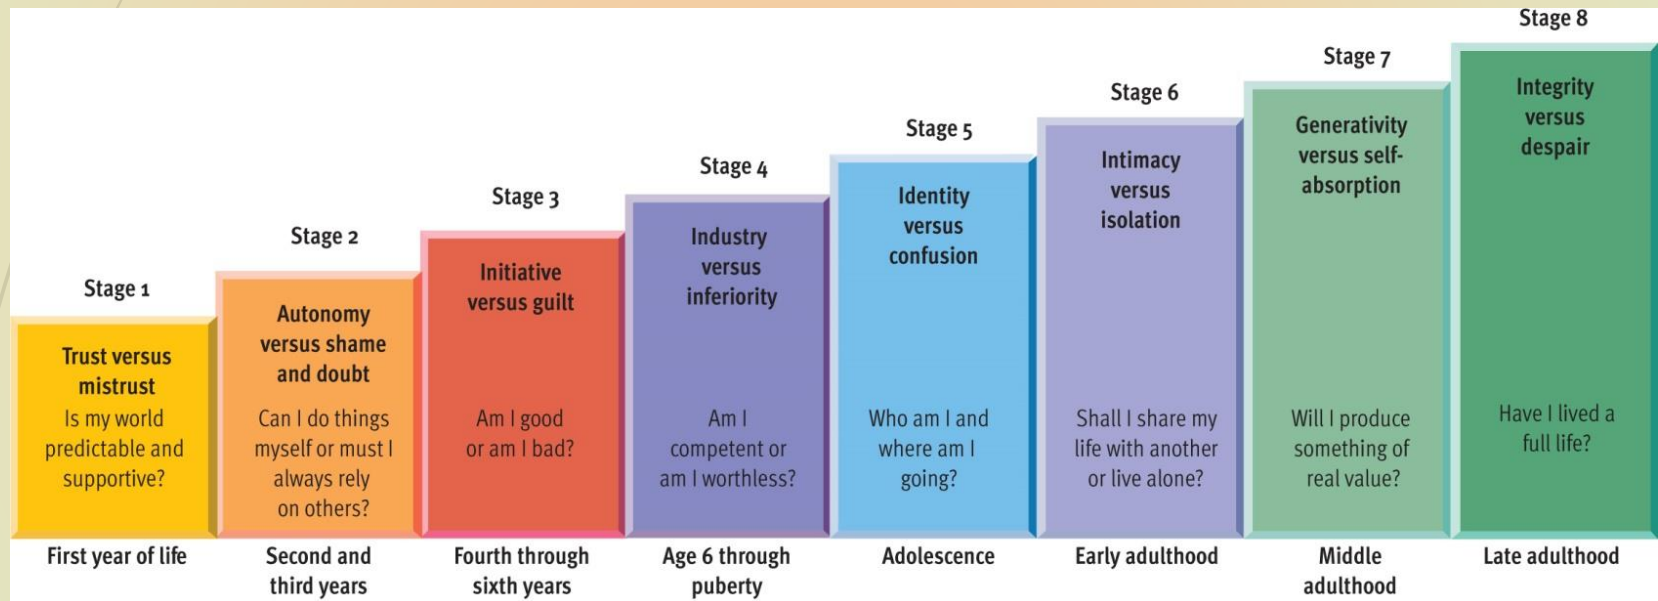 Stage 1
Trust versus
mistrust
Is my world
predictable and
supportive?
First year of life
Stage 2
Autonomy
versus shame
and doubt
Can I do things
myself or must I
always rely
on others?
Second and
third years
Stage 3
Initiative
versus guilt
Am I good
or am I bad?
Fourth through
sixth years
Stage 4
Industry
versus
inferiority
Am I
competent or
am I worthless?
Age 6 through
puberty
Stage 5
Identity
versus
confusion
Who am I and
where am I
going?
Adolescence
Stage 6
Intimacy
versus
isolation
Shall I share my
life with another
or live alone?
Early adulthood
Stage 7
Generativity
versus self-
absorption
Will I produce
something of
real value?
Middle
adulthood
Stage 8
Integrity
versus
despair
Have I lived a
full life?
Late adulthood